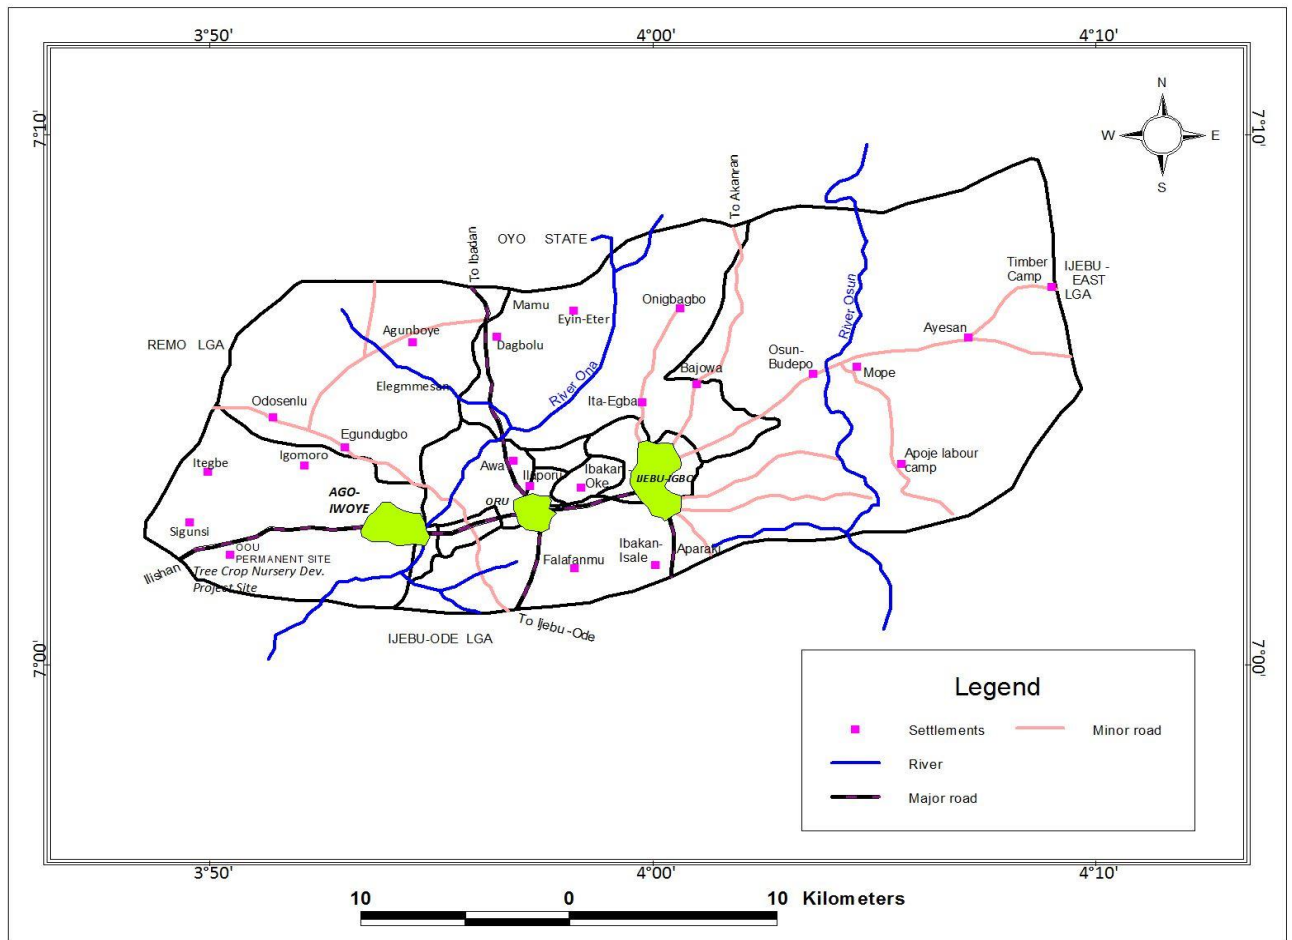 3°50'
4°00'
4°10'
7°10'
7°10'
N
W
E
S
To Akanran
To Ibadan
OYO STATE
River Osun
Timber
Camp
IJEBU -
EAST
LGA
Mamu
Eyin-Eter
Onigbagbo
Agunboye
Dagbolu
Ayesan
REMO LGA
Osun-
Budepo
Mope
Bajowa
Elegmmesan
River Ona
Odosenlu
Ita-Egba
Egundugbo
Itegbe
Igomoro
Awa
Ilaporu
Ibakan
Oke
IJEBU-IGBO
Apoje labour
camp
AGO-
IWOYE
ORU
Sigunsi
OOU
PERMANENT SITE
Ilishan
Tree Crop Nursery Dev.
Project Site
Falafanmu
Ibakan-
Isale
Aparaki
To Ijebu -Ode
IJEBU-ODE LGA
7°00'
7°00'
Legend
Settlements
Minor road
River
Major road
3°50'
4°00'
4°10'
10
0
10 Kilometers